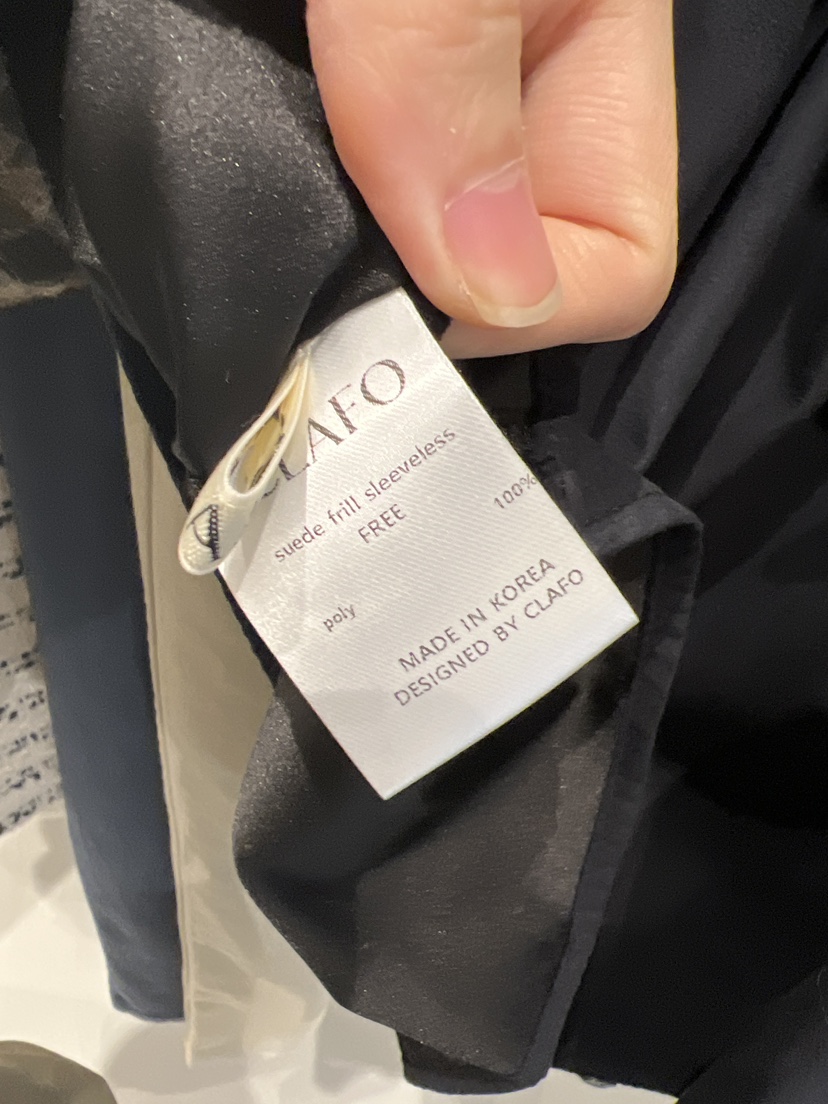 CLAFO
suede frill sleeveless
FREE
poly 100%
MADE IN KOREA
DESIGNED BY CLAFO